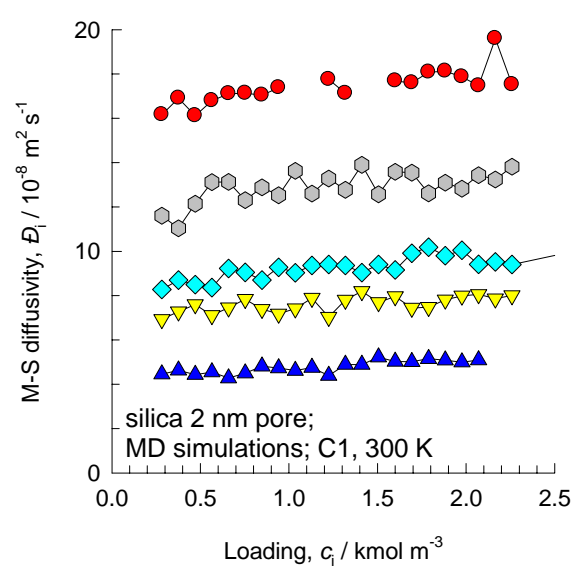 20
10
0
M-S diffusivity, Đi / 10-8 m2 s-1
silica 2 nm pore;
MD simulations; C1, 300 K
0.0 0.5 1.0 1.5 2.0 2.5
Loading, ci / kmol m-3